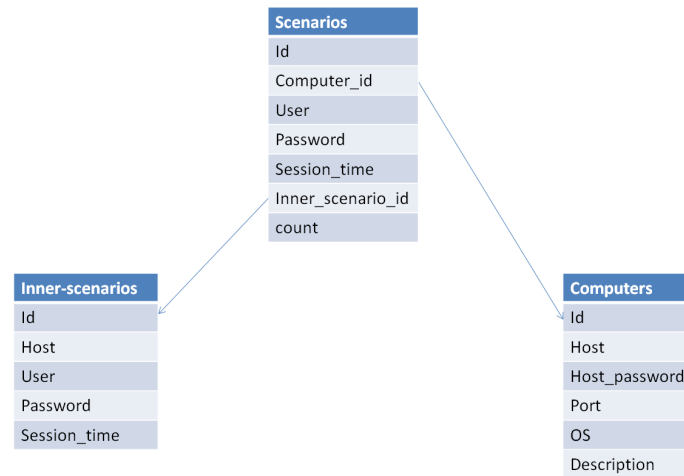 Scenarios
Id
Computer_id
User
Password
Session_time
Inner_scenario_id
count
Inner-scenarios
Id
Host
User
Password
Session_time
Computers
Id
Host
Host_password
Port
OS
Description